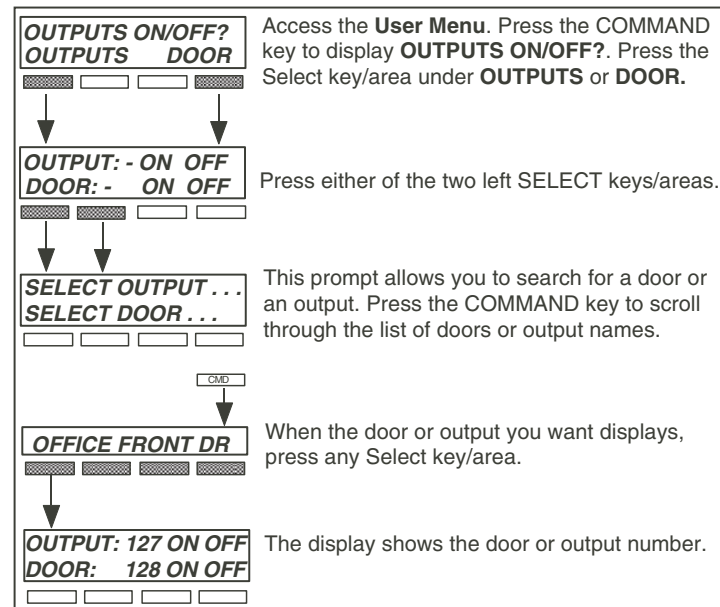 OUTPUTS ON/OFF?
OUTPUTS DOOR
Access the User Menu. Press the COMMAND
key to display OUTPUTS ON/OFF?. Press the
Select key/area under OUTPUTS or DOOR.
OUTPUT: - ON OFF
DOOR: - ON OFF
Press either of the two left SELECT keys/areas.
SELECT OUTPUT . . .
SELECT DOOR . . .
This prompt allows you to search for a door or
an output. Press the COMMAND key to scroll
through the list of doors or output names.
CMD
OFFICE FRONT DR
When the door or output you want displays,
press any Select key/area.
OUTPUT: 127 ON OFF
DOOR: 128 ON OFF
The display shows the door or output number.